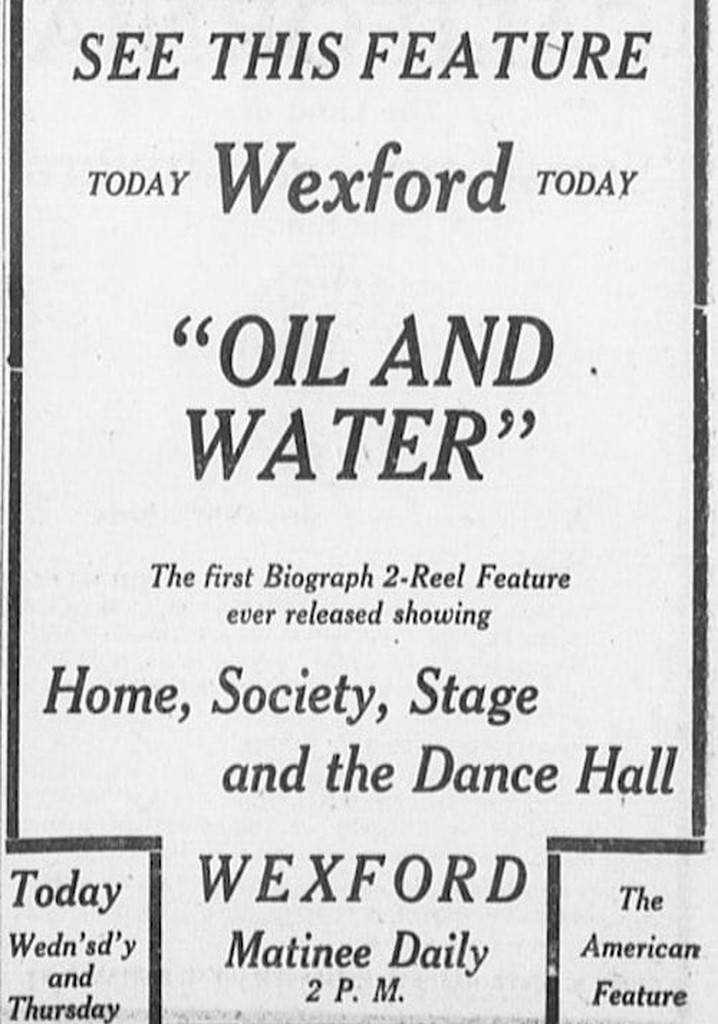 SEE THIS FEATURE
TODAY Wexford TODAY
“OIL AND
WATER”
The first Biograph 2-Reel Feature
ever released showing
Home, Society, Stage
and the Dance Hall
Today
Wedn'sd'y
and
Thursday
WEXFORD
Matinee Daily
2 P. M.
The
American
Feature